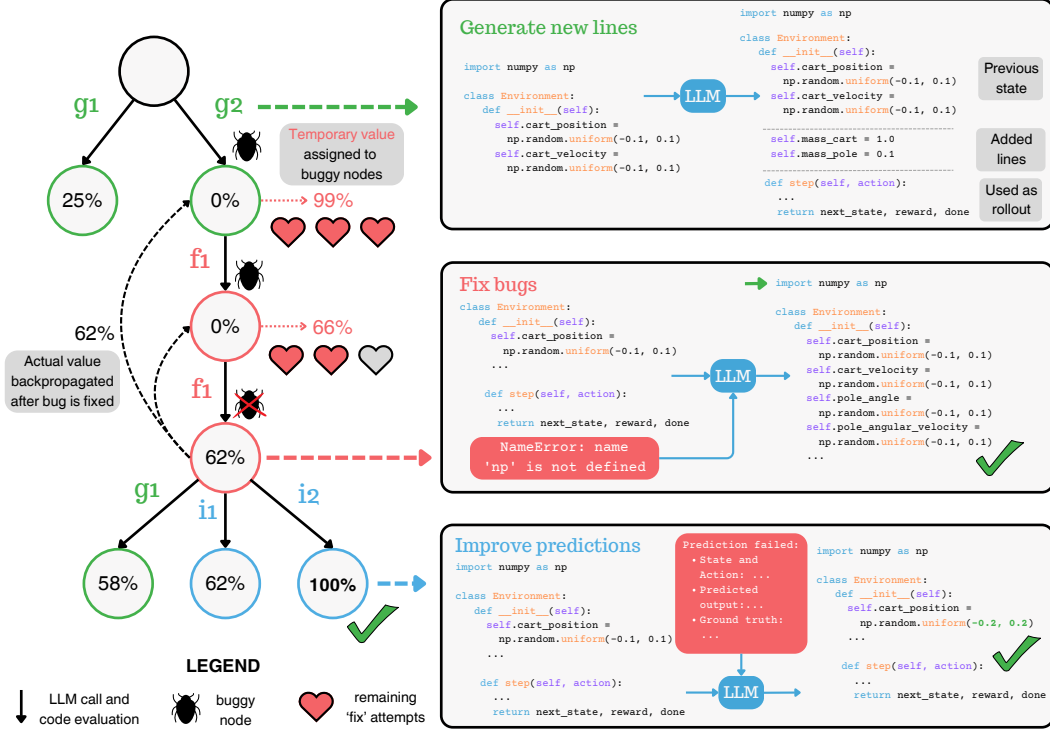 g1
g2
Temporary value
assigned to
buggy nodes
25%
0%
99%
f1
0%
66%
62%
Actual value
backpropagated
after bug is fixed
f1
62%
g1
i1
i2
58%
62%
100%
LEGEND
LLM call and
code evaluation
buggy
node
remaining
'fix' attempts
Generate new lines
import numpy as np
class Environment:
def __init__(self):
self.cart_position =
np.random.uniform(-0.1, 0.1)
self.cart_velocity =
np.random.uniform(-0.1, 0.1)
LLM
import numpy as np
class Environment:
def __init__(self):
self.cart_position =
np.random.uniform(-0.1, 0.1)
self.cart_velocity =
np.random.uniform(-0.1, 0.1)
self.mass_cart = 1.0
self.mass_pole = 0.1
def step(self, action):
...
return next_state, reward, done
Previous
state
Added
lines
Used as
rollout
Fix bugs
class Environment:
def __init__(self):
self.cart_position =
np.random.uniform(-0.1, 0.1)
...
def step(self, action):
...
return next_state, reward, done
NameError: name
'np' is not defined
LLM
import numpy as np
class Environment:
def __init__(self):
self.cart_position =
np.random.uniform(-0.1, 0.1)
self.cart_velocity =
np.random.uniform(-0.1, 0.1)
self.pole_angle =
np.random.uniform(-0.1, 0.1)
self.pole_angular_velocity =
np.random.uniform(-0.1, 0.1)
...
Improve predictions
import numpy as np
class Environment:
def __init__(self):
self.cart_position =
np.random.uniform(-0.1, 0.1)
...
def step(self, action):
...
return next_state, reward, done
Prediction failed:
• State and
Action: ...
• Predicted
output:...
• Ground truth:
...
LLM
import numpy as np
class Environment:
def __init__(self):
self.cart_position =
np.random.uniform(-0.2, 0.2)
...
def step(self, action):
...
return next_state, reward, done